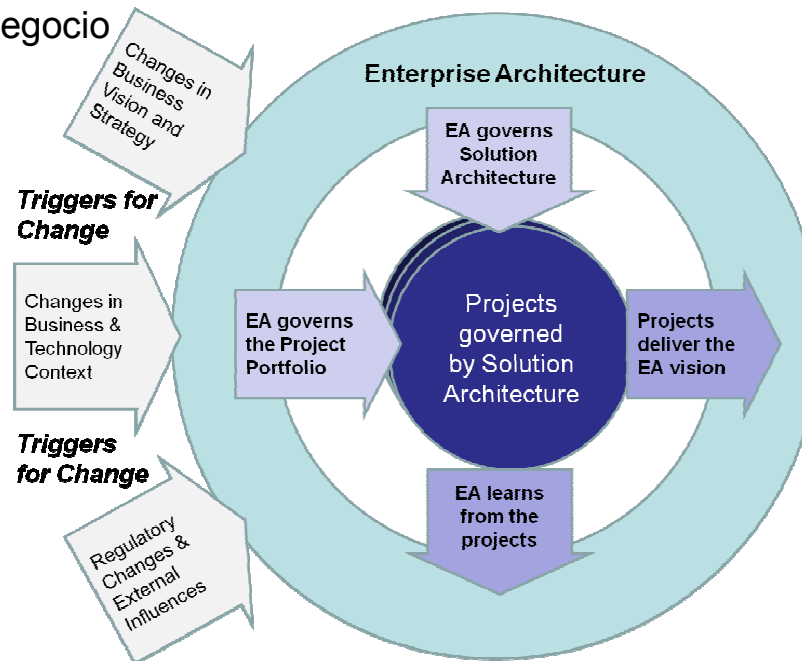 egocio
Changes in
Business
Vision and
Strategy
Enterprise Architecture
EA governs
Solution
Architecture
Triggers for
Change
Changes in
Business &
Technology
Context
EA governs
the Project
Portfolio
Projects
governed
by Solution
Architecture
Projects
deliver the
EA vision
Triggers
for Change
EA learns
from the
projects
Regulatory
Changes &
External
Influences